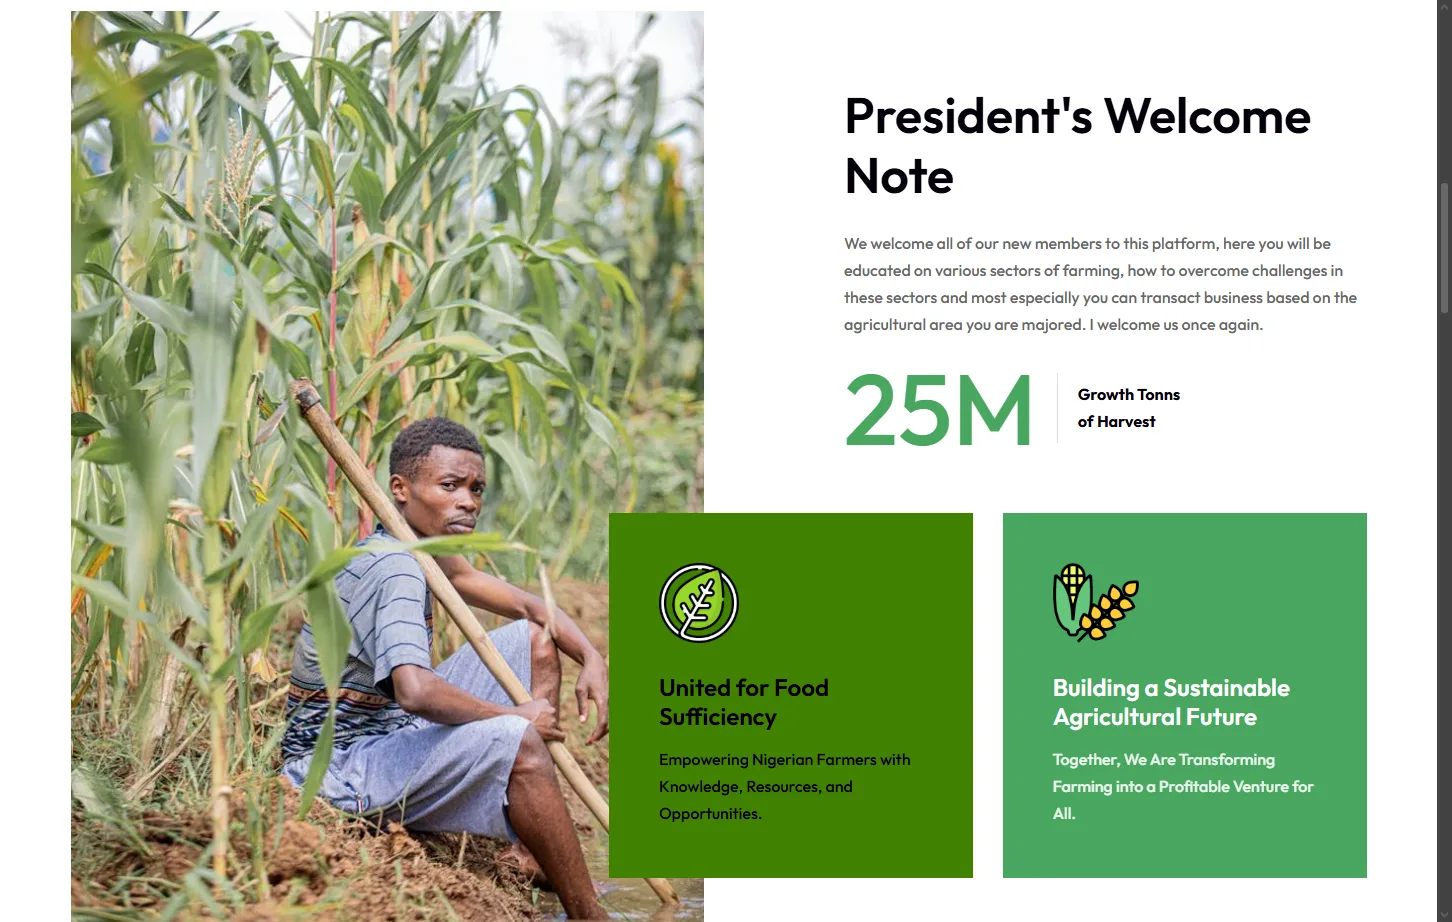 President's Welcome
Note
We welcome all of our new members to this platform, here you will be
educated on various sectors of farming, how to overcome challenges in
these sectors and most especially you can transact business based on the
agricultural area you are majored. I welcome us once again.
25M
Growth Tonns
of Harvest
United for Food
Sufficiency
Empowering Nigerian Farmers with
Knowledge, Resources, and
Opportunities.
Building a Sustainable
Agricultural Future
Together, We Are Transforming
Farming into a Profitable Venture for
All.